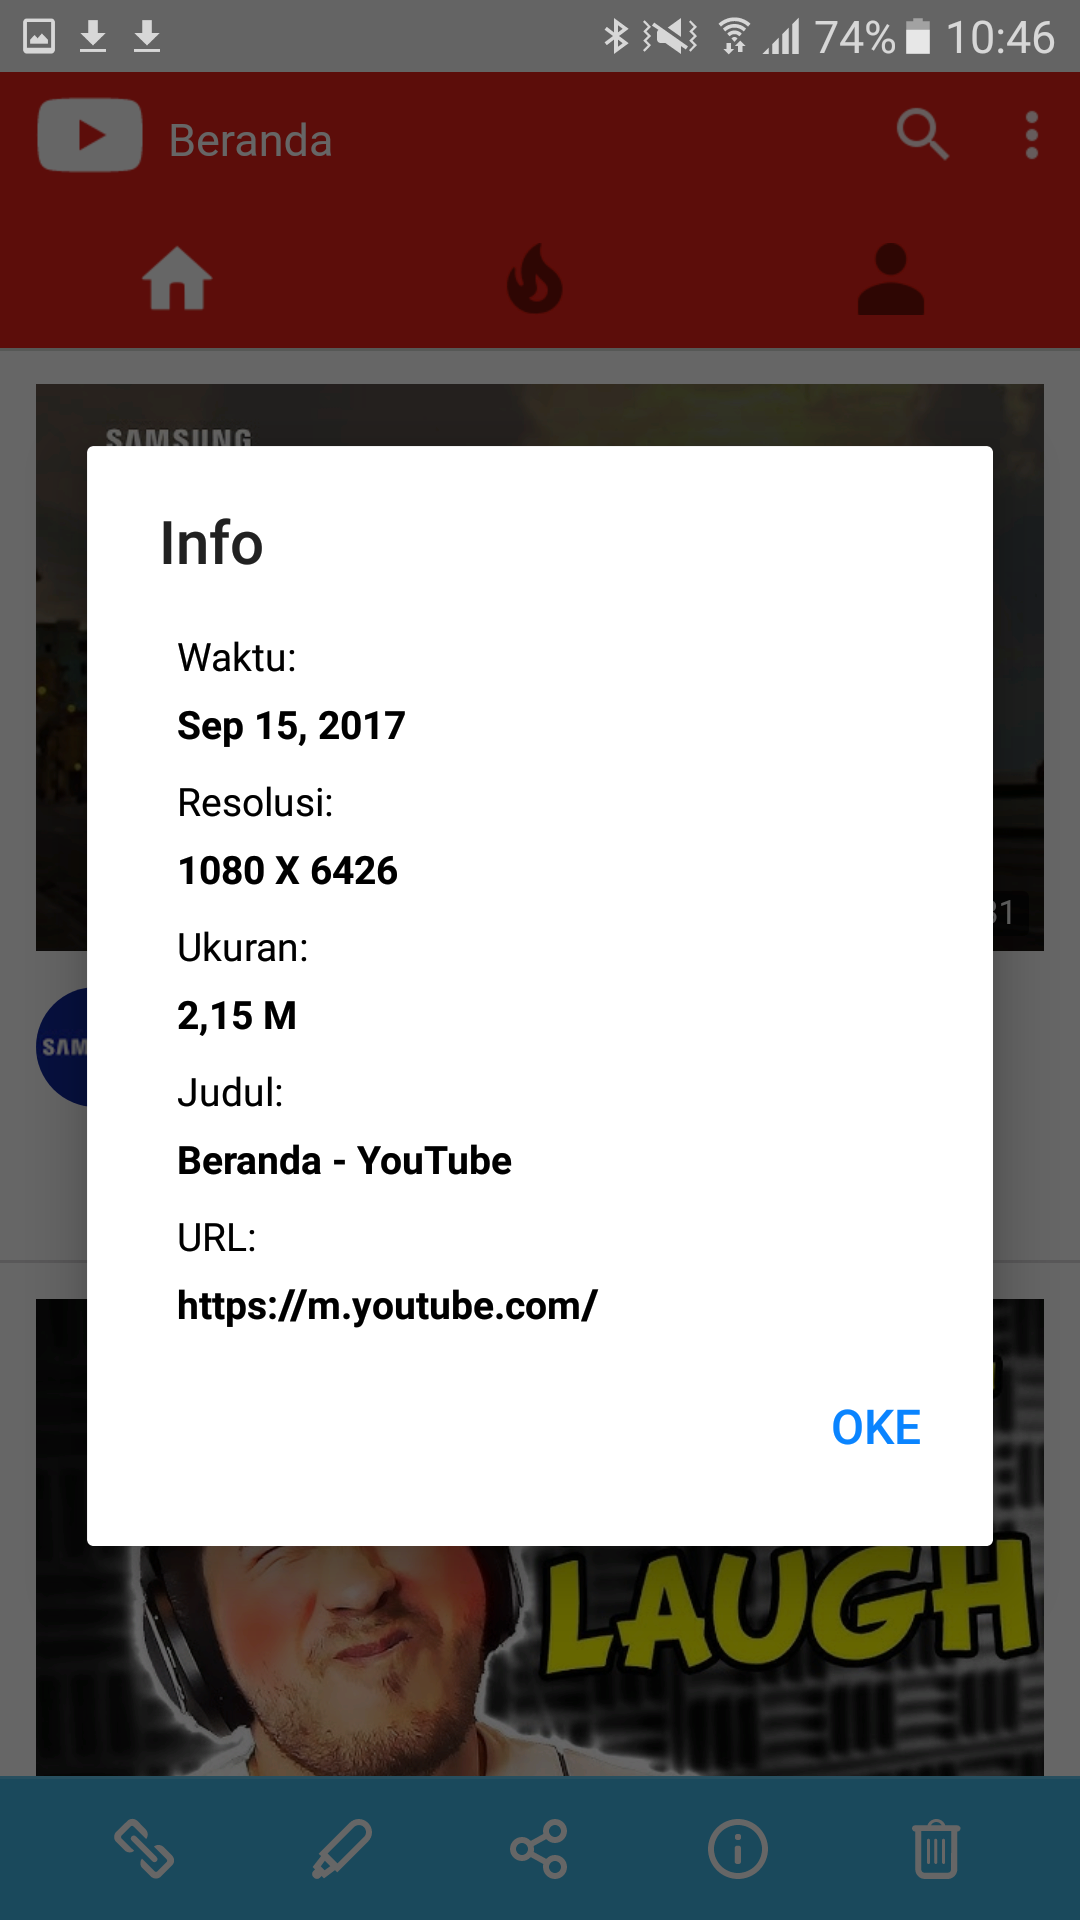 74% 10:46
Beranda
SAMSUNG
Info
Waktu:
Sep 15, 2017
Resolusi:
1080 X 6426
31
Ukuran:
2,15 M
SAM
Judul:
Beranda - YouTube
URL:
https://m.youtube.com/
OKE
LAUGH